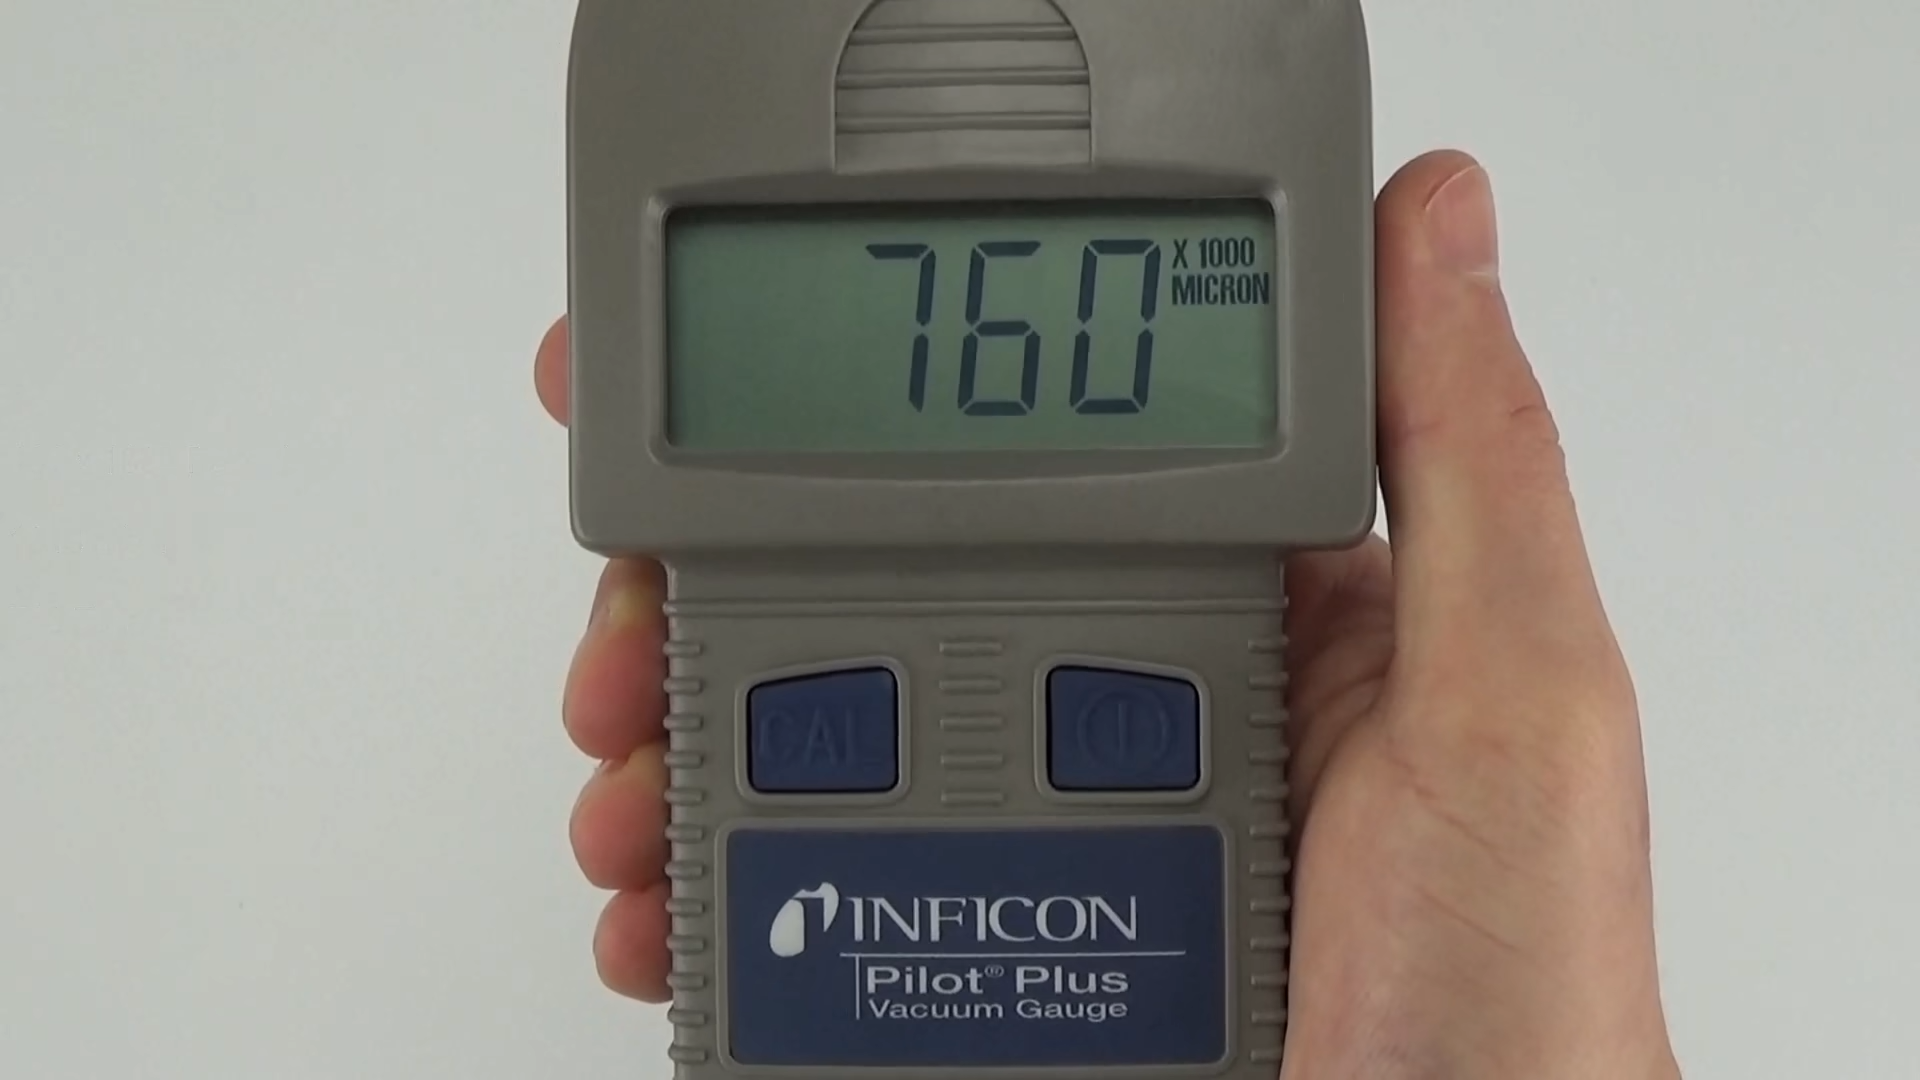 760 X 1000
MICRON
CAL
INFICON
Pilot® Plus
Vacuum Gauge